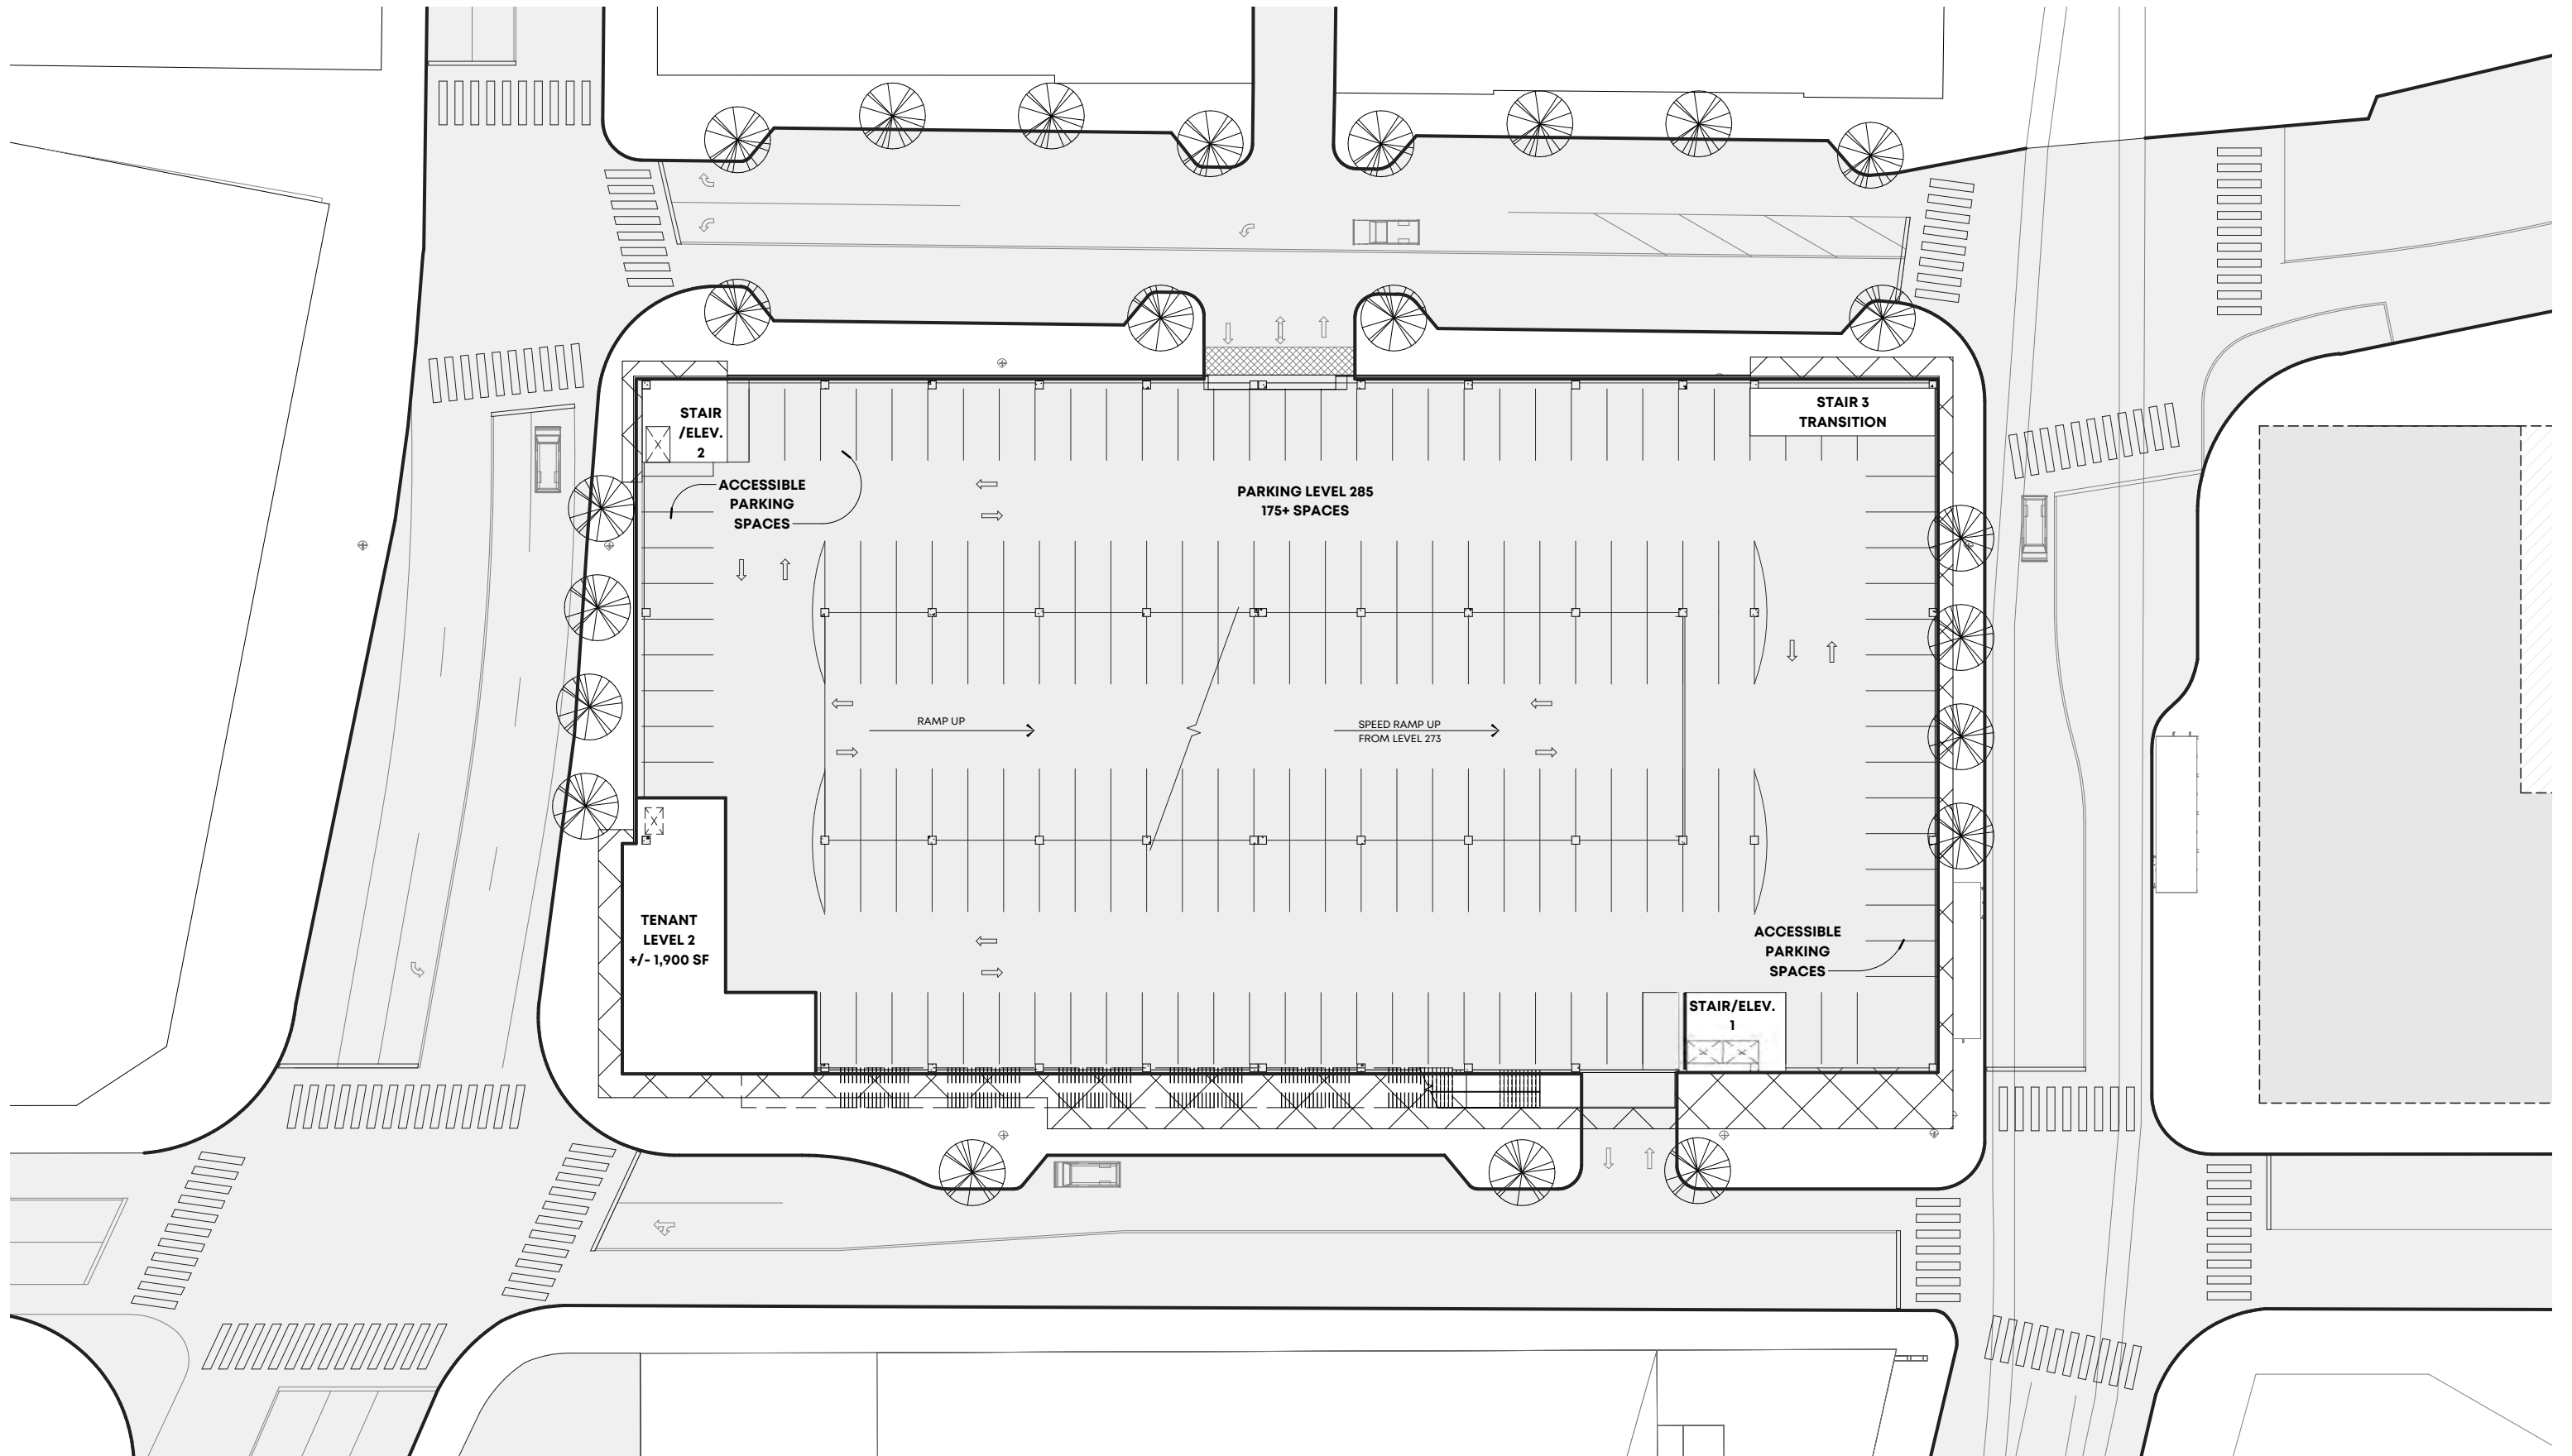 STAIR
/ELEV.
2
STAIR 3
TRANSITION
ACCESSIBLE
PARKING
SPACES
PARKING LEVEL 285
175+ SPACES
RAMP UP
SPEED RAMP UP
FROM LEVEL 273
TENANT
LEVEL 2
+/- 1,900 SF
ACCESSIBLE
PARKING
SPACES
STAIR/ELEV.
1